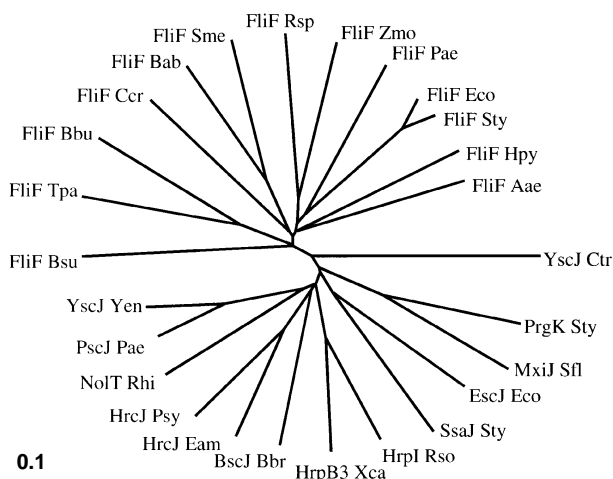 FliF Rsp
FliF Sme
FliF Zmo
FliF Bab
FliF Pae
FliF Ccr
FliF Eco
FliF Sty
FliF Bbu
FliF Hpy
FliF Tpa
FliF Aae
FliF Bsu
YscJ Ctr
YscJ Yen
PrgK Sty
PscJ Pae
MxiJ Sfl
NolT Rhi
EscJ Eco
HrcJ Psy
SsaJ Sty
HrcJ Eam
HrpI Rso
BscJ Bbr
HrpB3 Xca
0.1